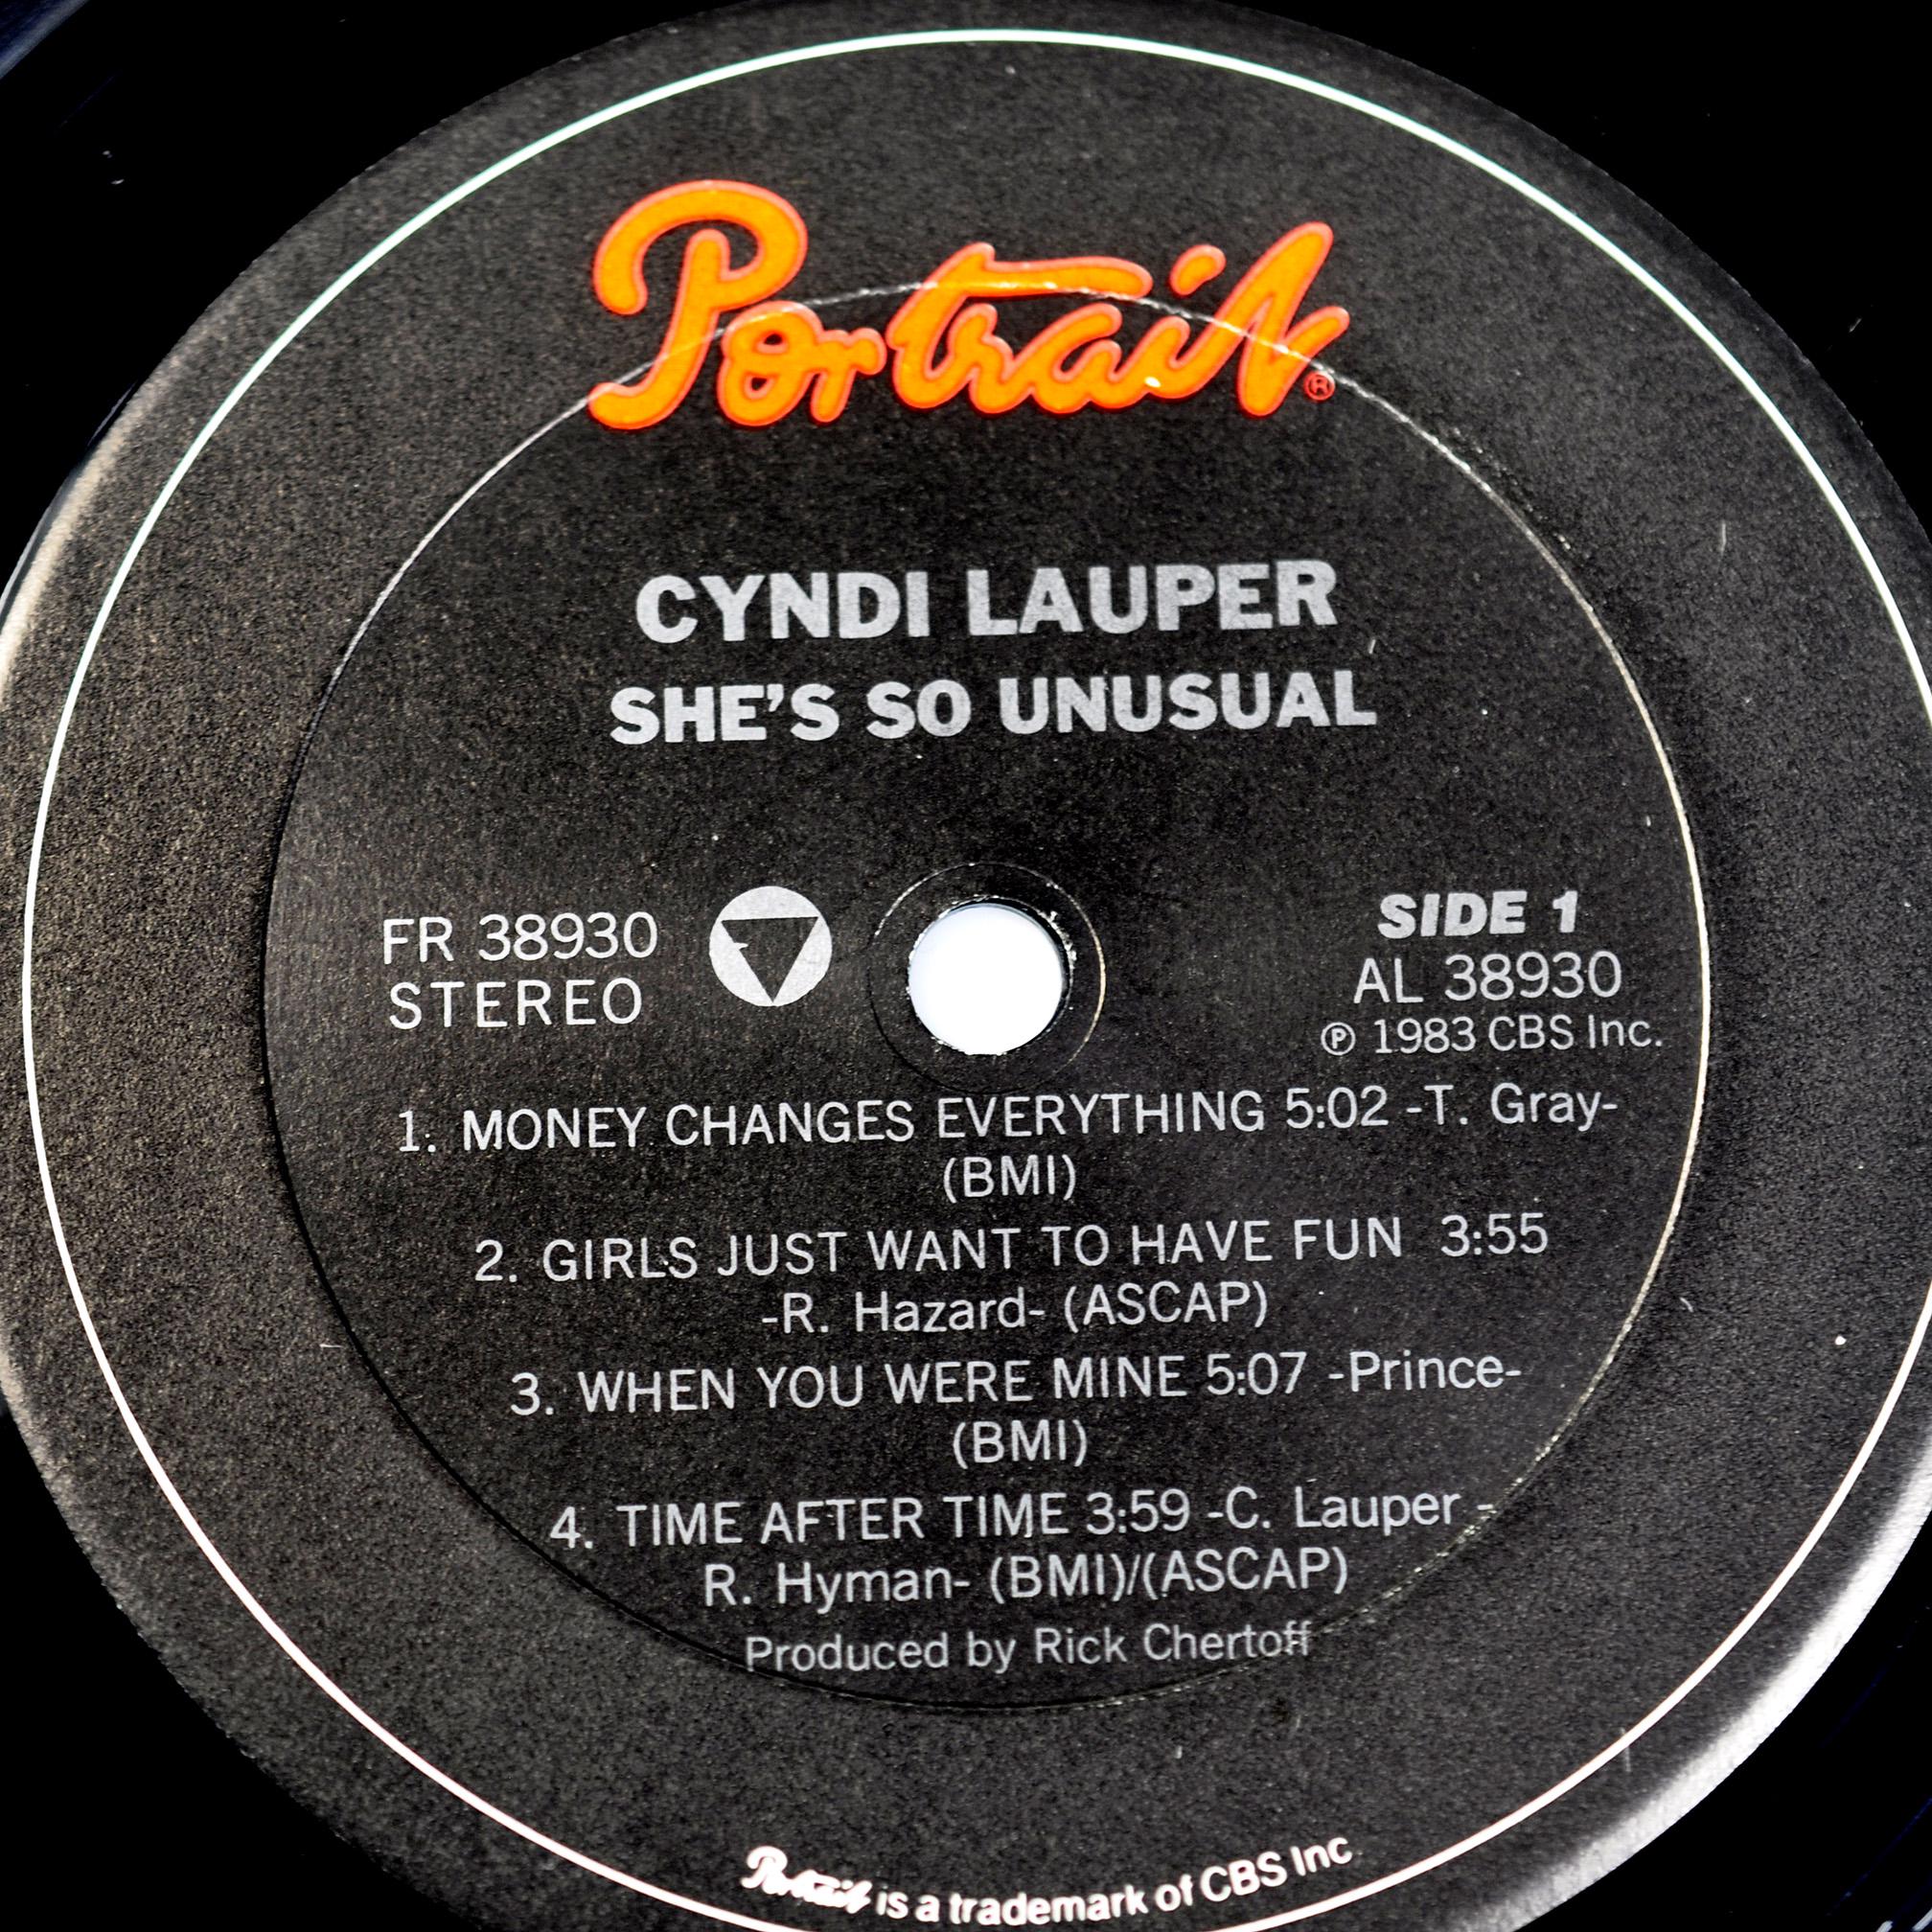 Portrait®
CYNDI LAUPER
SHE'S SO UNUSUAL
FR 38930
STEREO
SIDE 1
AL 38930
℗ 1983 CBS Inc.
1. MONEY CHANGES EVERYTHING 5:02 -T. Gray-
(BMI)
2. GIRLS JUST WANT TO HAVE FUN 3:55
-R. Hazard- (ASCAP)
3. WHEN YOU WERE MINE 5:07 -Prince-
(BMI)
4. TIME AFTER TIME 3:59 -C. Lauper -
R. Hyman- (BMI)/(ASCAP)
Produced by Rick Chertoff
Portrait is a trademark of CBS Inc.